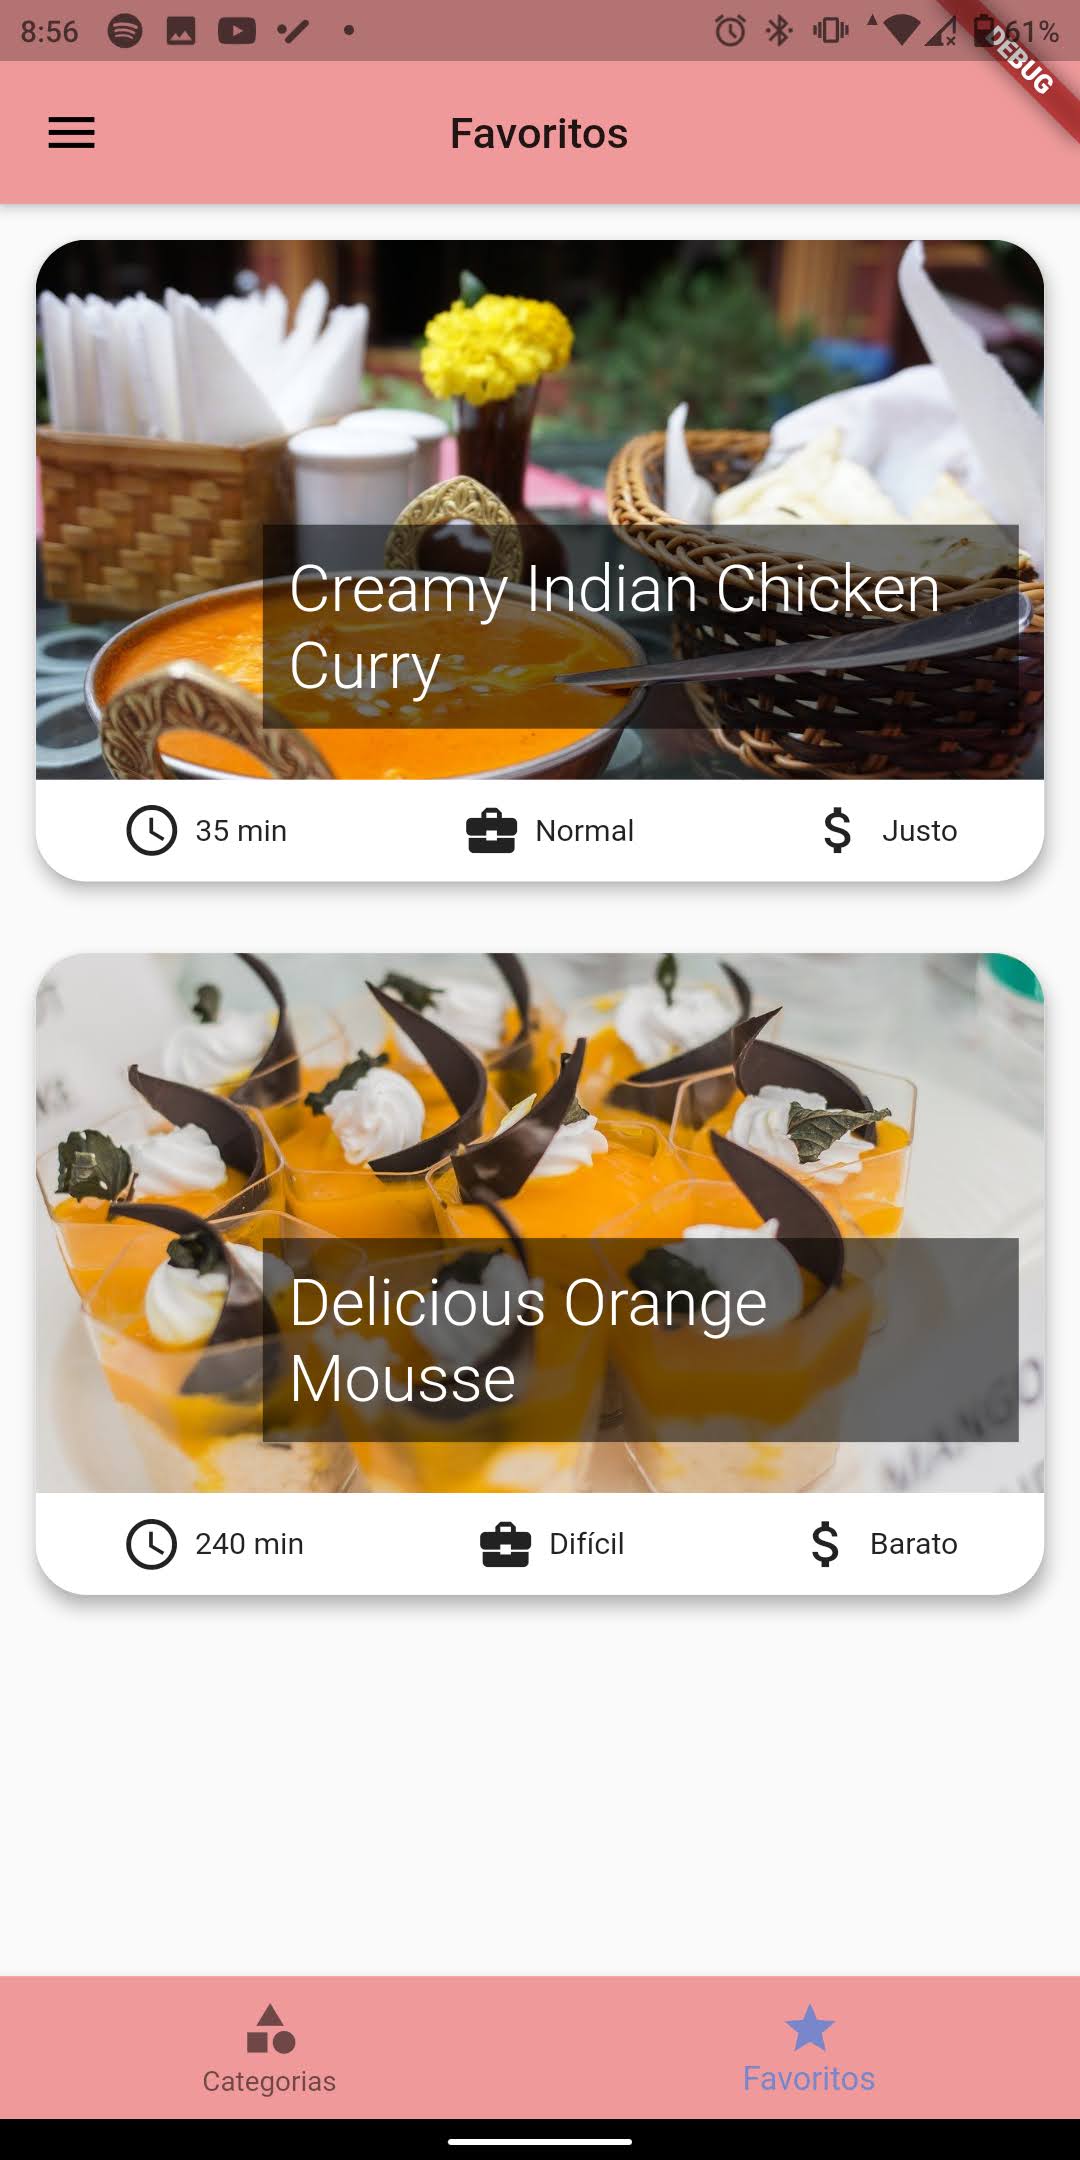 8:56
61%
DEBUG
Favoritos
Creamy Indian Chicken
Curry
35 min
Normal
$ Justo
Delicious Orange
Mousse
MANGO
240 min
Difícil
$ Barato
Categorias
Favoritos